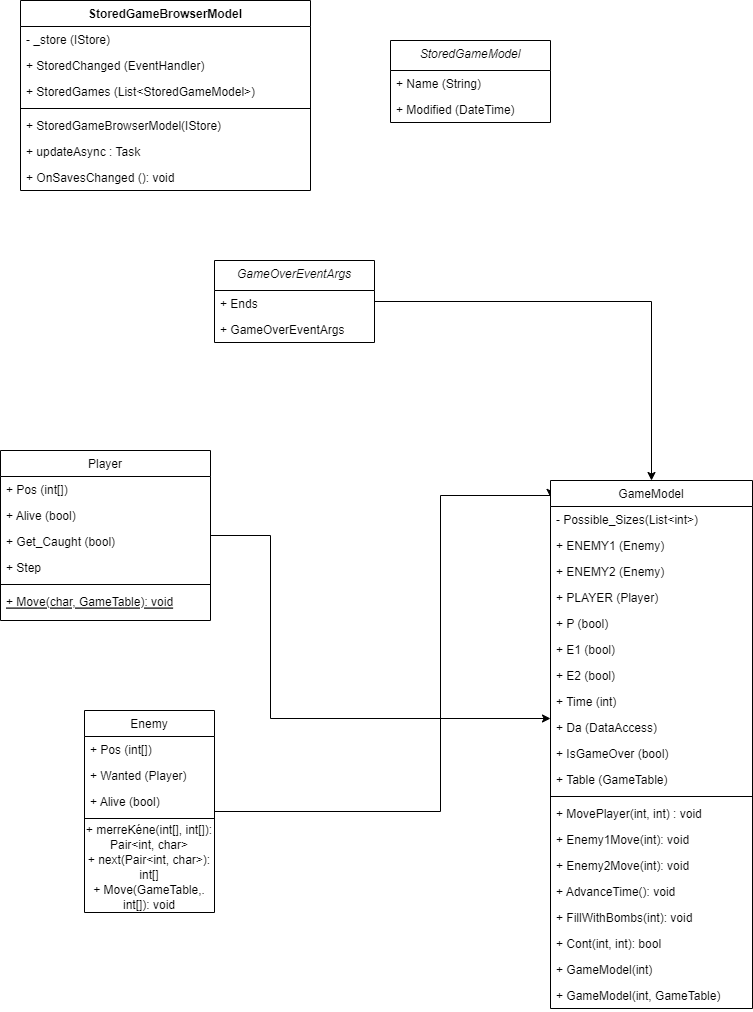 StoredGameBrowserModel
- _store (IStore)
+ StoredChanged (EventHandler)
+ StoredGames (List<StoredGameModel>)
+ StoredGameBrowserModel(IStore)
+ updateAsync : Task
+ OnSavesChanged (): void
StoredGameModel
+ Name (String)
+ Modified (DateTime)
GameOverEventArgs
+ Ends
+ GameOverEventArgs
Player
+ Pos (int[])
+ Alive (bool)
+ Get_Caught (bool)
+ Step
+ Move(char, GameTable): void
Enemy
+ Pos (int[])
+ Wanted (Player)
+ Alive (bool)
+ merreKéne(int[], int[]):
Pair<int, char>
+ next(Pair<int, char>):
int[]
+ Move(GameTable,.
int[]): void
GameModel
- Possible_Sizes(List<int>)
+ ENEMY1 (Enemy)
+ ENEMY2 (Enemy)
+ PLAYER (Player)
+ P (bool)
+ E1 (bool)
+ E2 (bool)
+ Time (int)
+ Da (DataAccess)
+ IsGameOver (bool)
+ Table (GameTable)
+ MovePlayer(int, int) : void
+ Enemy1Move(int): void
+ Enemy2Move(int): void
+ AdvanceTime(): void
+ FillWithBombs(int): void
+ Cont(int, int): bool
+ GameModel(int)
+ GameModel(int, GameTable)